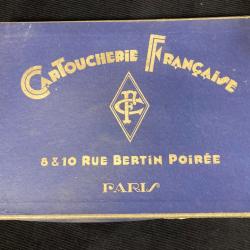 CARTOUCHERIE FRANÇAISE
CF
8 & 10 RUE BERTIN POIRÉE
PARIS